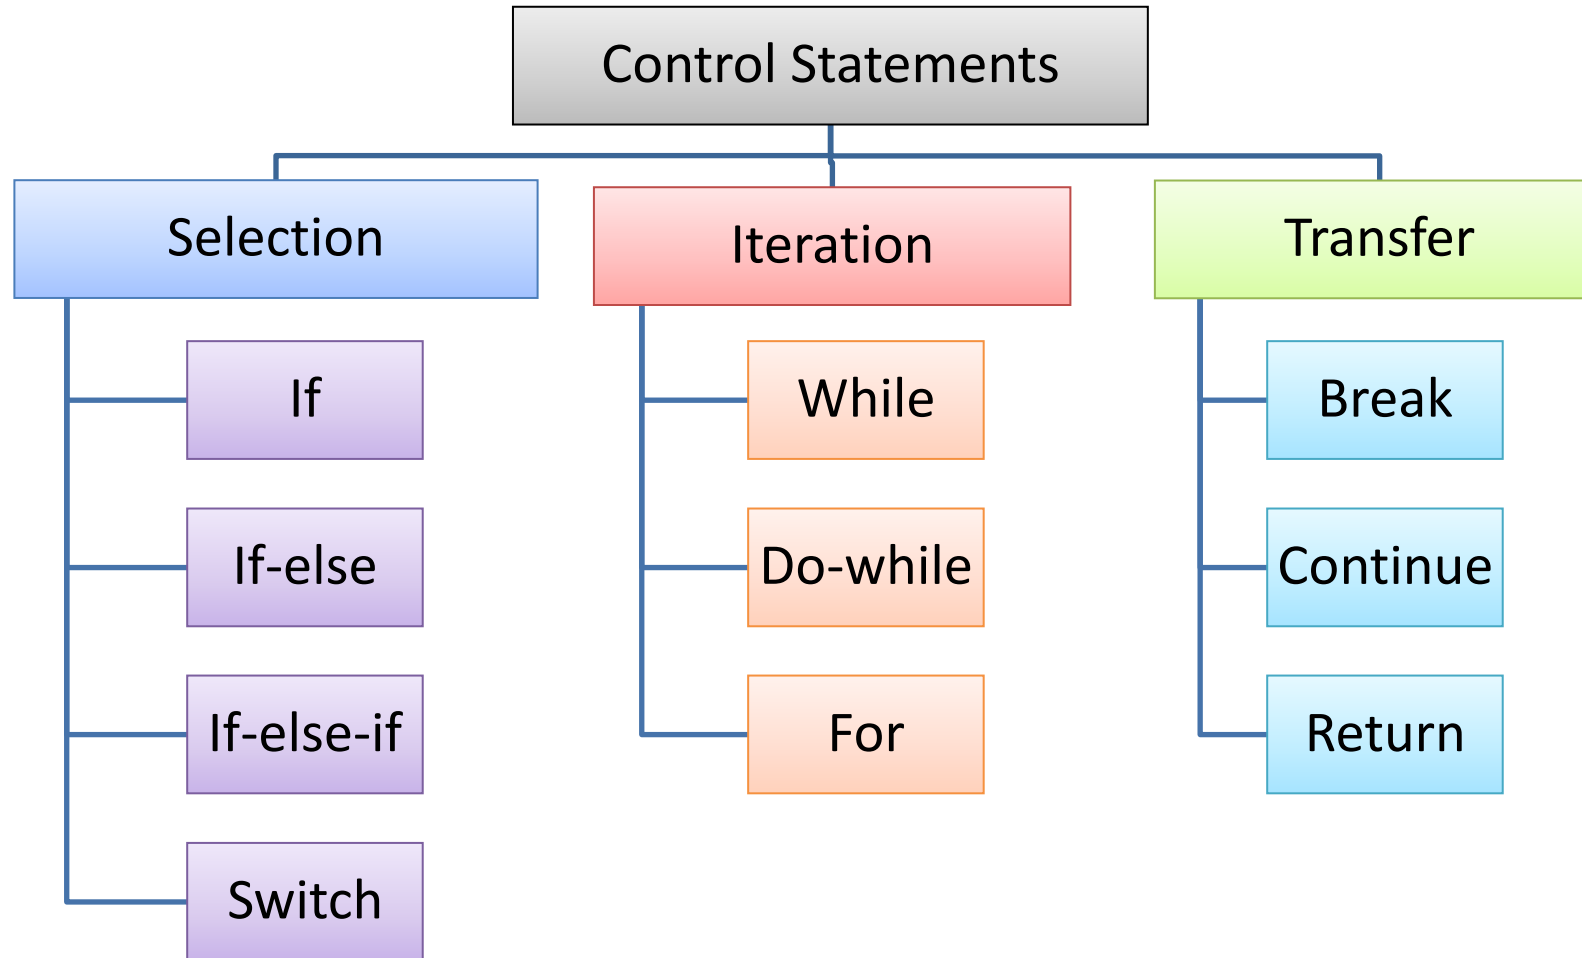 Control Statements
Selection
If
If-else
If-else-if
Switch
Iteration
While
Do-while
For
Transfer
Break
Continue
Return